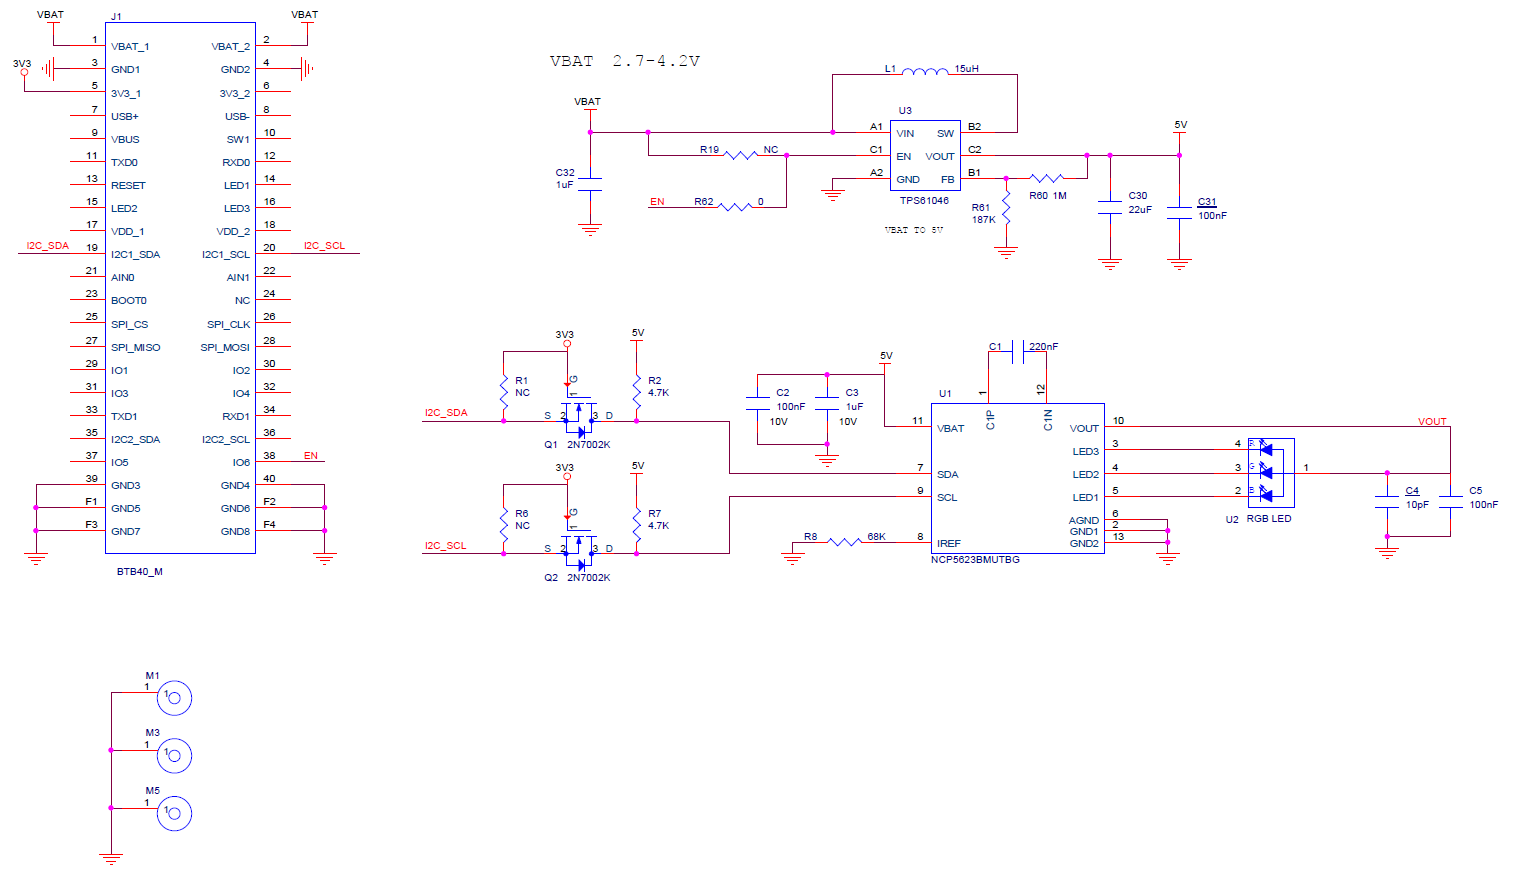 VBAT
VBAT
J1
1 VBAT_1 VBAT_2 2
3V3
3 GND1 GND2 4
5 3V3_1 3V3_2 6
7 USB+ USB- 8
9 VBUS SW1 10
11 TXD0 RXD0 12
13 RESET LED1 14
15 LED2 LED3 16
17 VDD_1 VDD_2 18
I2C_SDA 19 I2C1_SDA I2C1_SCL 20 I2C_SCL
21 AIN0 AIN1 22
23 BOOT0 NC 24
25 SPI_CS SPI_CLK 26
27 SPI_MISO SPI_MOSI 28
29 IO1 IO2 30
31 IO3 IO4 32
33 TXD1 RXD1 34
35 I2C2_SDA I2C2_SCL 36
37 IO5 IO6 38 EN
39 GND3 GND4 40
F1 GND5 GND6 F2
F3 GND7 GND8 F4
BTB40_M
VBAT 2.7-4.2V
L1 15uH
VBAT
U3
5V
A1 VIN SW B2
R19 NC C1 EN VOUT C2
C32
1uF
A2 GND FB B1
R60 1M
EN R62 0
TPS61046
R61
187K
C30
22uF
C31
100nF
VBAT TO 5V
3V3
5V
R1
NC
G
1
R2
4.7K
I2C_SDA
S 2 3 D
Q1 2N7002K
3V3
5V
R6
NC
G
1
R7
4.7K
I2C_SCL
S 2 3 D
Q2 2N7002K
5V
C2
100nF
10V
C3
1uF
10V
C1 220nF
U1
1
12
C1P
C1N
11 VBAT VOUT 10
VOUT
LED3 3
7 SDA LED2 4
9 SCL LED1 5
AGND 6
GND1 2
R8 68K 8 IREF GND2 13
NCP5623BMUTBG
4 R
3 G 1
2 B
U2 RGB LED
C4
10pF
C5
100nF
M1
1 1
M3
1 1
M5
1 1